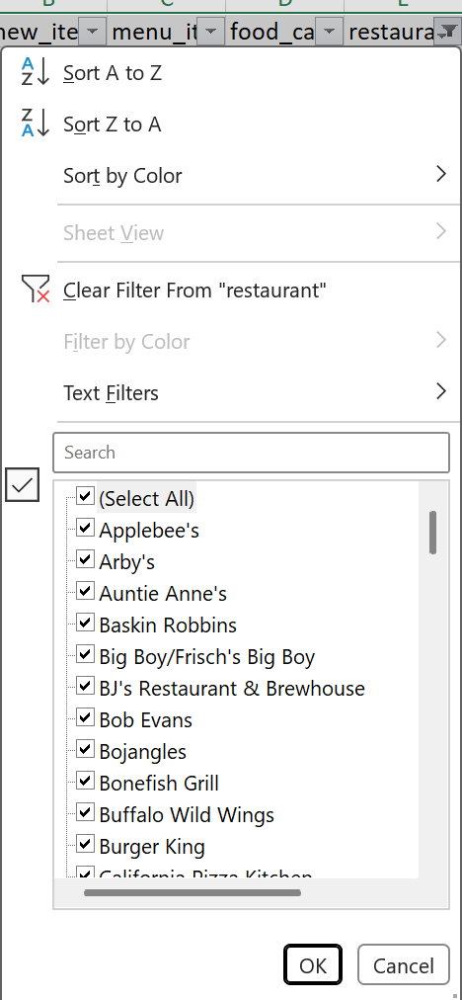 new_ite menu_it food_ca restaura
Sort A to Z
Sort Z to A
Sort by Color
Sheet View
Clear Filter From "restaurant"
Filter by Color
Text Filters
Search
(Select All)
Applebee's
Arby's
Auntie Anne's
Baskin Robbins
Big Boy/Frisch's Big Boy
BJ's Restaurant & Brewhouse
Bob Evans
Bojangles
Bonefish Grill
Buffalo Wild Wings
Burger King
California Pizza Kitchen
OK Cancel